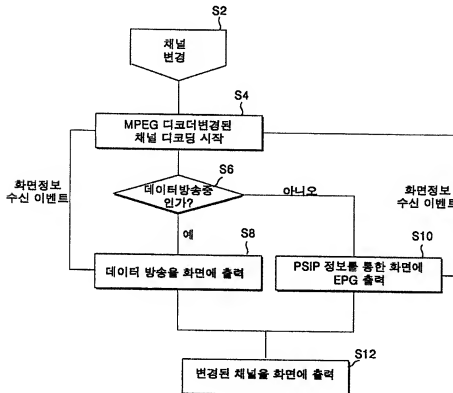 S2
채널
변경
S4
MPEG 디코더변경된
채널 디코딩 시작
S6
데이터방송중
인가?
아니오
화면정보
수신 이벤트
화면정보
수신 이벤트
예
S8
데이터 방송을 화면에 출력
S10
PSIP 정보를 통한 화면에
EPG 출력
S12
변경된 채널을 화면에 출력